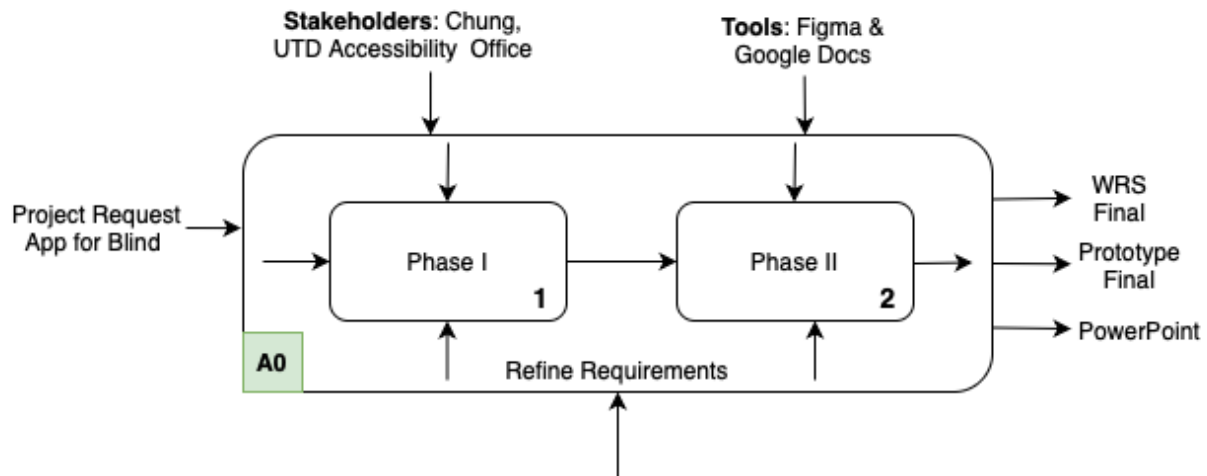 Stakeholders: Chung,
UTD Accessibility Office
Tools: Figma &
Google Docs
Project Request
App for Blind
Phase I
1
Phase II
2
WRS
Final
Prototype
Final
PowerPoint
A0
Refine Requirements